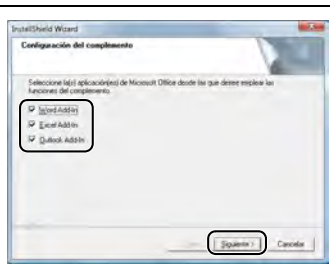 InstallShield Wizard
Configuración del complemento
Seleccione la(s) aplicación(es) de Microsoft Office desde las que desee emplear las
funciones del complemento.
Word Add-in
Excel Add-in
Outlook Add-in
Siguiente >
Cancelar